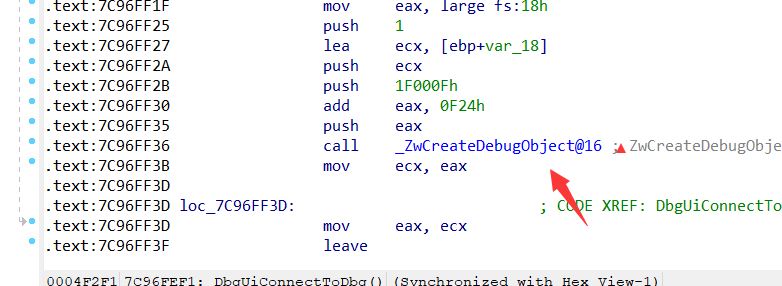 .text:7C96FF1F mov eax, large fs:18h
.text:7C96FF25 push 1
.text:7C96FF27 lea ecx, [ebp+var_18]
.text:7C96FF2A push ecx
.text:7C96FF2B push 1F000Fh
.text:7C96FF30 add eax, 0F24h
.text:7C96FF35 push eax
.text:7C96FF36 call _ZwCreateDebugObject@16 ; ZwCreateDebugObje
.text:7C96FF3B mov ecx, eax
.text:7C96FF3D
.text:7C96FF3D loc_7C96FF3D: ; CODE XREF: DbgUiConnectTo
.text:7C96FF3D mov eax, ecx
.text:7C96FF3F leave
0004F2F1 7C96FEF1: DbgUiConnectToDbg() (Synchronized with Hex View-1)